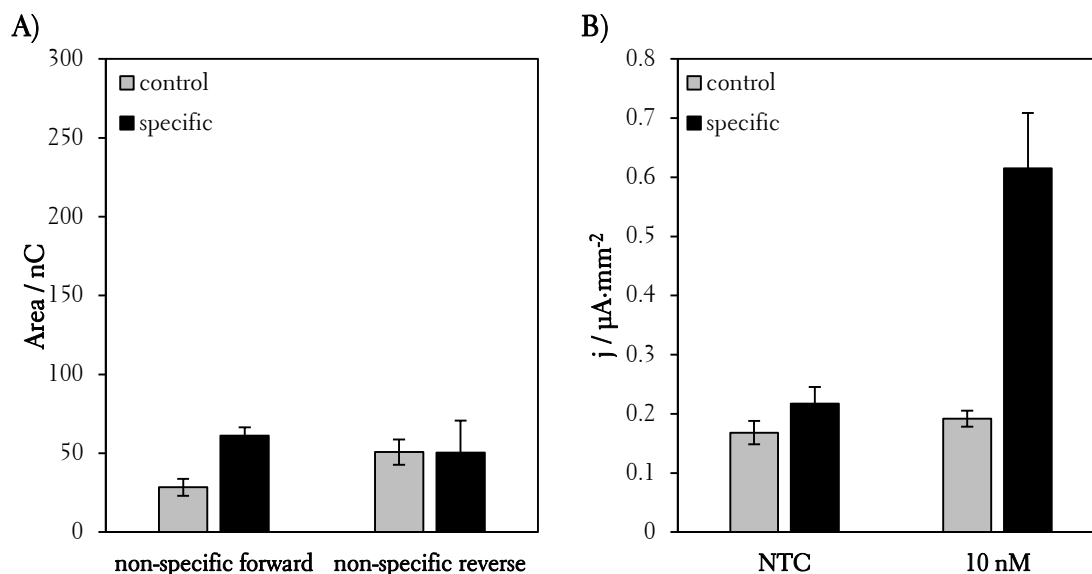 A)
300
250
200
150
100
50
0
Area / nC
control
specific
non-specific forward
non-specific reverse
B)
0.8
0.7
0.6
0.5
0.4
0.3
0.2
0.1
0
j / µA·mm⁻²
control
specific
NTC
10 nM